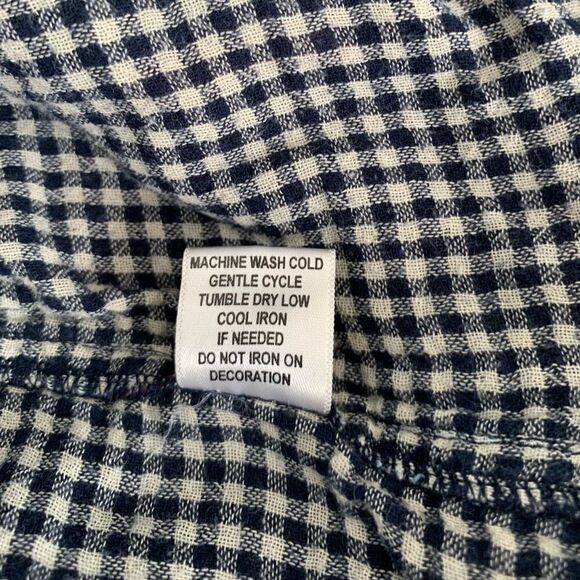 MACHINE WASH COLD
GENTLE CYCLE
TUMBLE DRY LOW
COOL IRON
IF NEEDED
DO NOT IRON ON
DECORATION